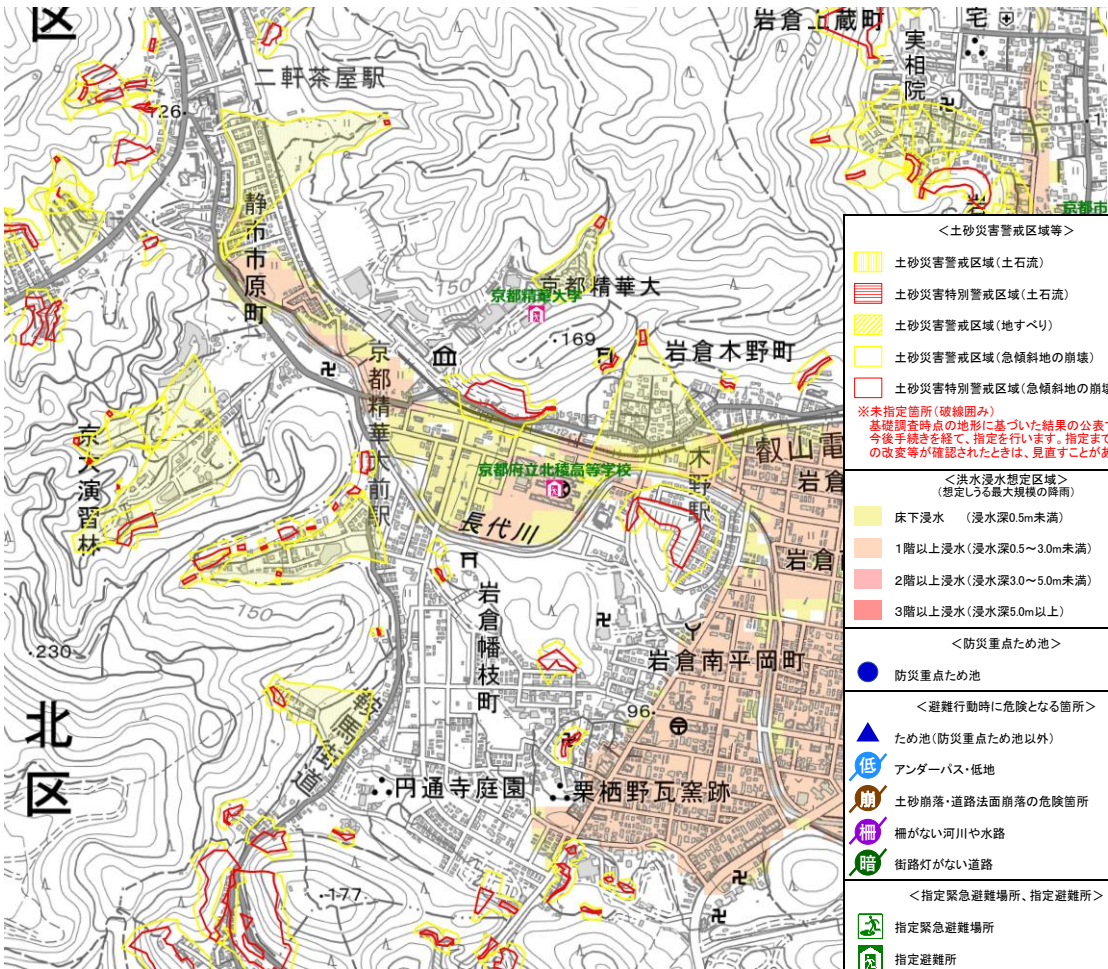 区
岩倉上蔵町
宅
実相院
二軒茶屋駅
26
200
静市市原町
150
京都精華大学
京都精華大
169
岩倉木野町
京都精華大前駅
京都府立北稜高等学校
木野駅
叡山電
岩倉
長代川
京大演習林
岩倉幡枝町
150
230
岩倉南平岡町
96
北区
鞍馬街道
円通寺庭園
栗栖野瓦窯跡
177
京都市
<土砂災害警戒区域等>
土砂災害警戒区域(土石流)
土砂災害特別警戒区域(土石流)
土砂災害警戒区域(地すべり)
土砂災害警戒区域(急傾斜地の崩壊)
土砂災害特別警戒区域(急傾斜地の崩壊
※未指定箇所(破線囲み)
基礎調査時点の地形に基づいた結果の公表で
今後手続きを経て、指定を行います。指定まで
の改変等が確認されたときは、見直すことがあ
<洪水浸水想定区域>
(想定しうる最大規模の降雨)
床下浸水 (浸水深0.5m未満)
1階以上浸水(浸水深0.5~3.0m未満)
2階以上浸水(浸水深3.0~5.0m未満)
3階以上浸水(浸水深5.0m以上)
<防災重点ため池>
防災重点ため池
<避難行動時に危険となる箇所>
ため池(防災重点ため池以外)
低 アンダーパス・低地
崩 土砂崩落・道路法面崩落の危険箇所
柵 柵がない河川や水路
暗 街路灯がない道路
<指定緊急避難場所、指定避難所>
指定緊急避難場所
指定避難所